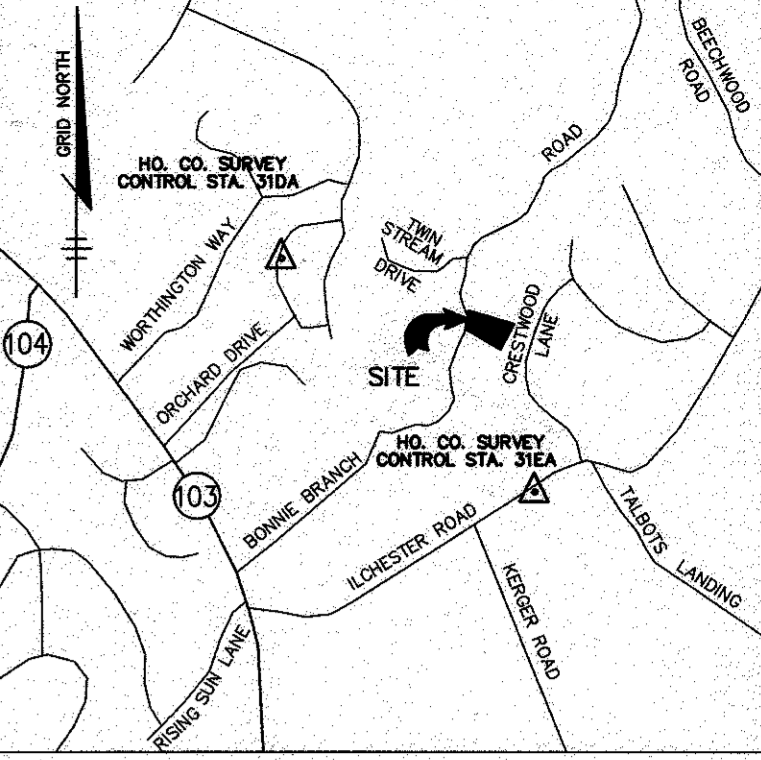 GRID NORTH
BEECHWOOD
ROAD
ROAD
HO. CO. SURVEY
CONTROL STA. 31DA
WORTHINGTON WAY
TWIN
STREAM
DRIVE
104
ORCHARD DRIVE
CRESTWOOD
LANE
SITE
HO. CO. SURVEY
CONTROL STA. 31EA
103
BONNIE BRANCH
ILCHESTER ROAD
TALBOTS LANDING
KERGER ROAD
RISING SUN LANE